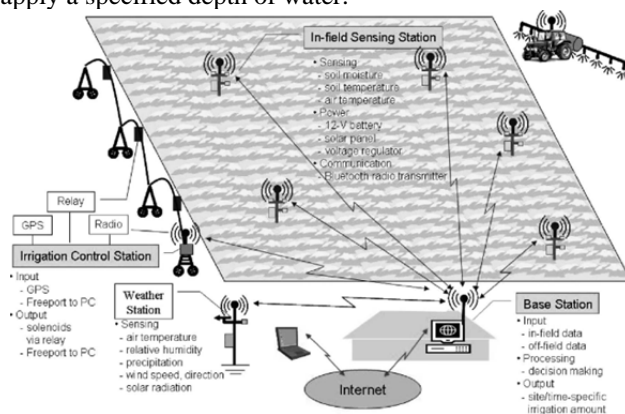 apply a specified depth of water.
In-field Sensing Station
• Sensing
- soil moisture
- soil temperature
- air temperature
• Power
- 12-V battery
- solar panel
- voltage regulator
• Communication
- Bluetooth radio transmitter
Relay
GPS
Radio
Irrigation Control Station
• Input
- GPS
- Freeport to PC
• Output
- solenoids
via relay
- Freeport to PC
Weather
Station
• Sensing
- air temperature
- relative humidity
- precipitation
- wind speed, direction
- solar radiation
Internet
Base Station
• Input
- in-field data
- off-field data
• Processing
- decision making
• Output
- site/time-specific
irrigation amount